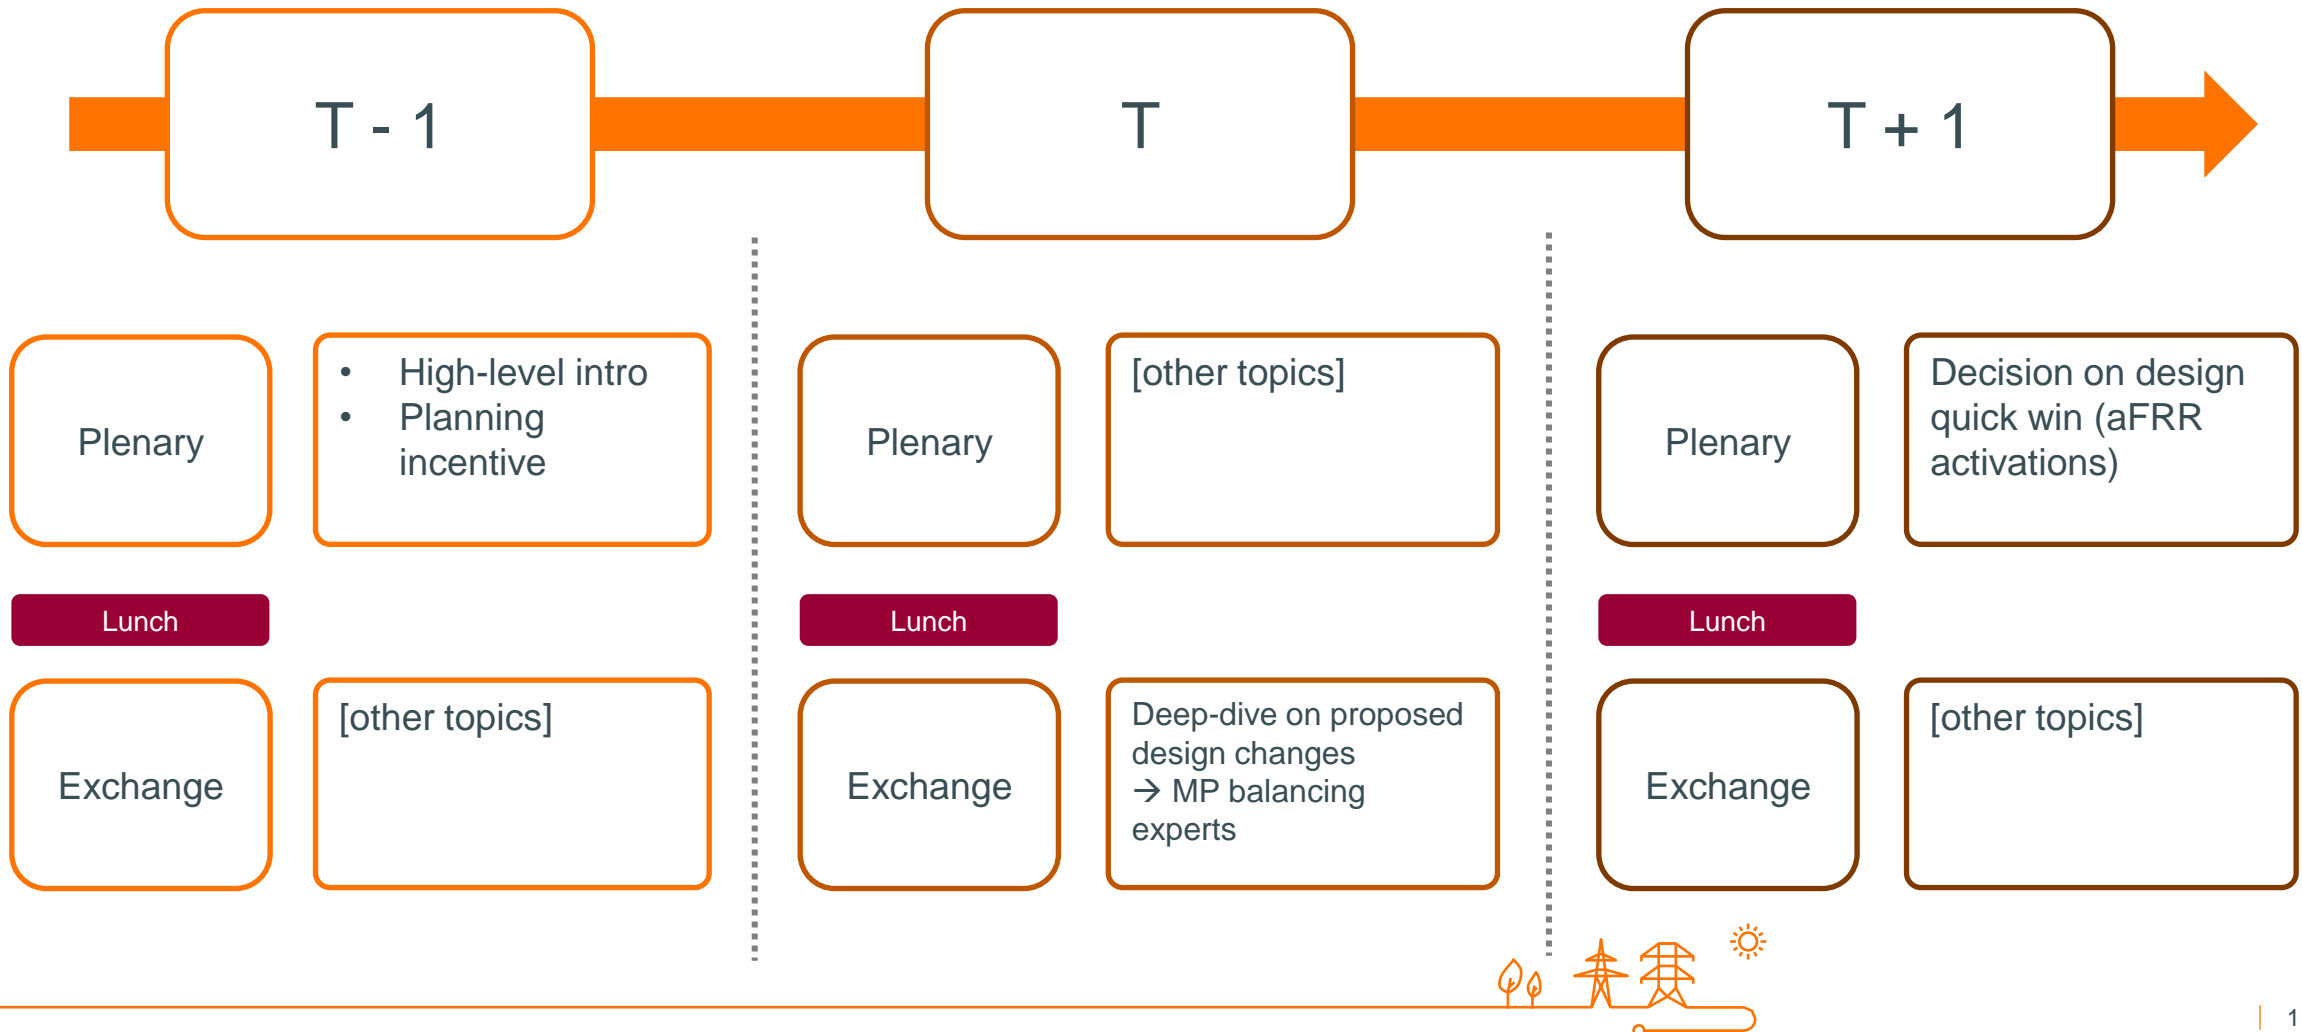 T - 1
T
T + 1
Plenary
• High-level intro
• Planning
incentive
Lunch
Exchange
[other topics]
Plenary
[other topics]
Lunch
Exchange
Deep-dive on proposed
design changes
→ MP balancing
experts
Plenary
Decision on design
quick win (aFRR
activations)
Lunch
Exchange
[other topics]
1